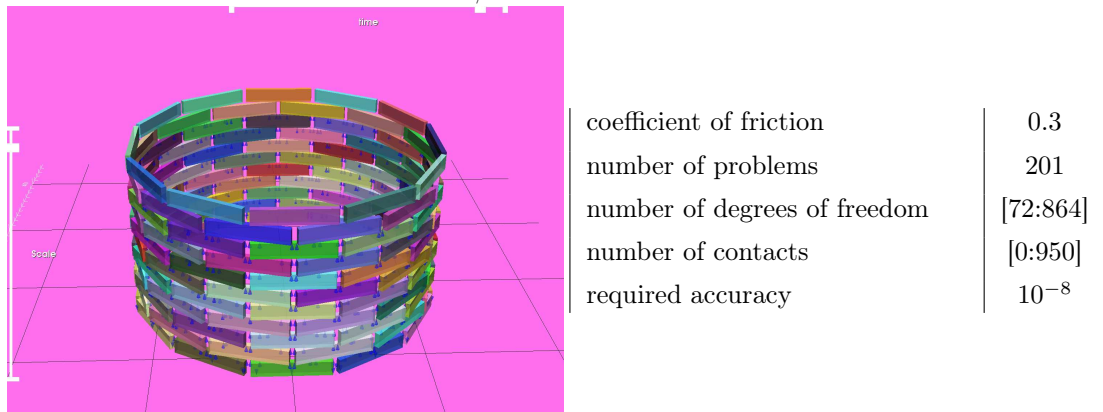 time
Scale
coefficient of friction 0.3
number of problems 201
number of degrees of freedom [72:864]
number of contacts [0:950]
required accuracy 10⁻⁸